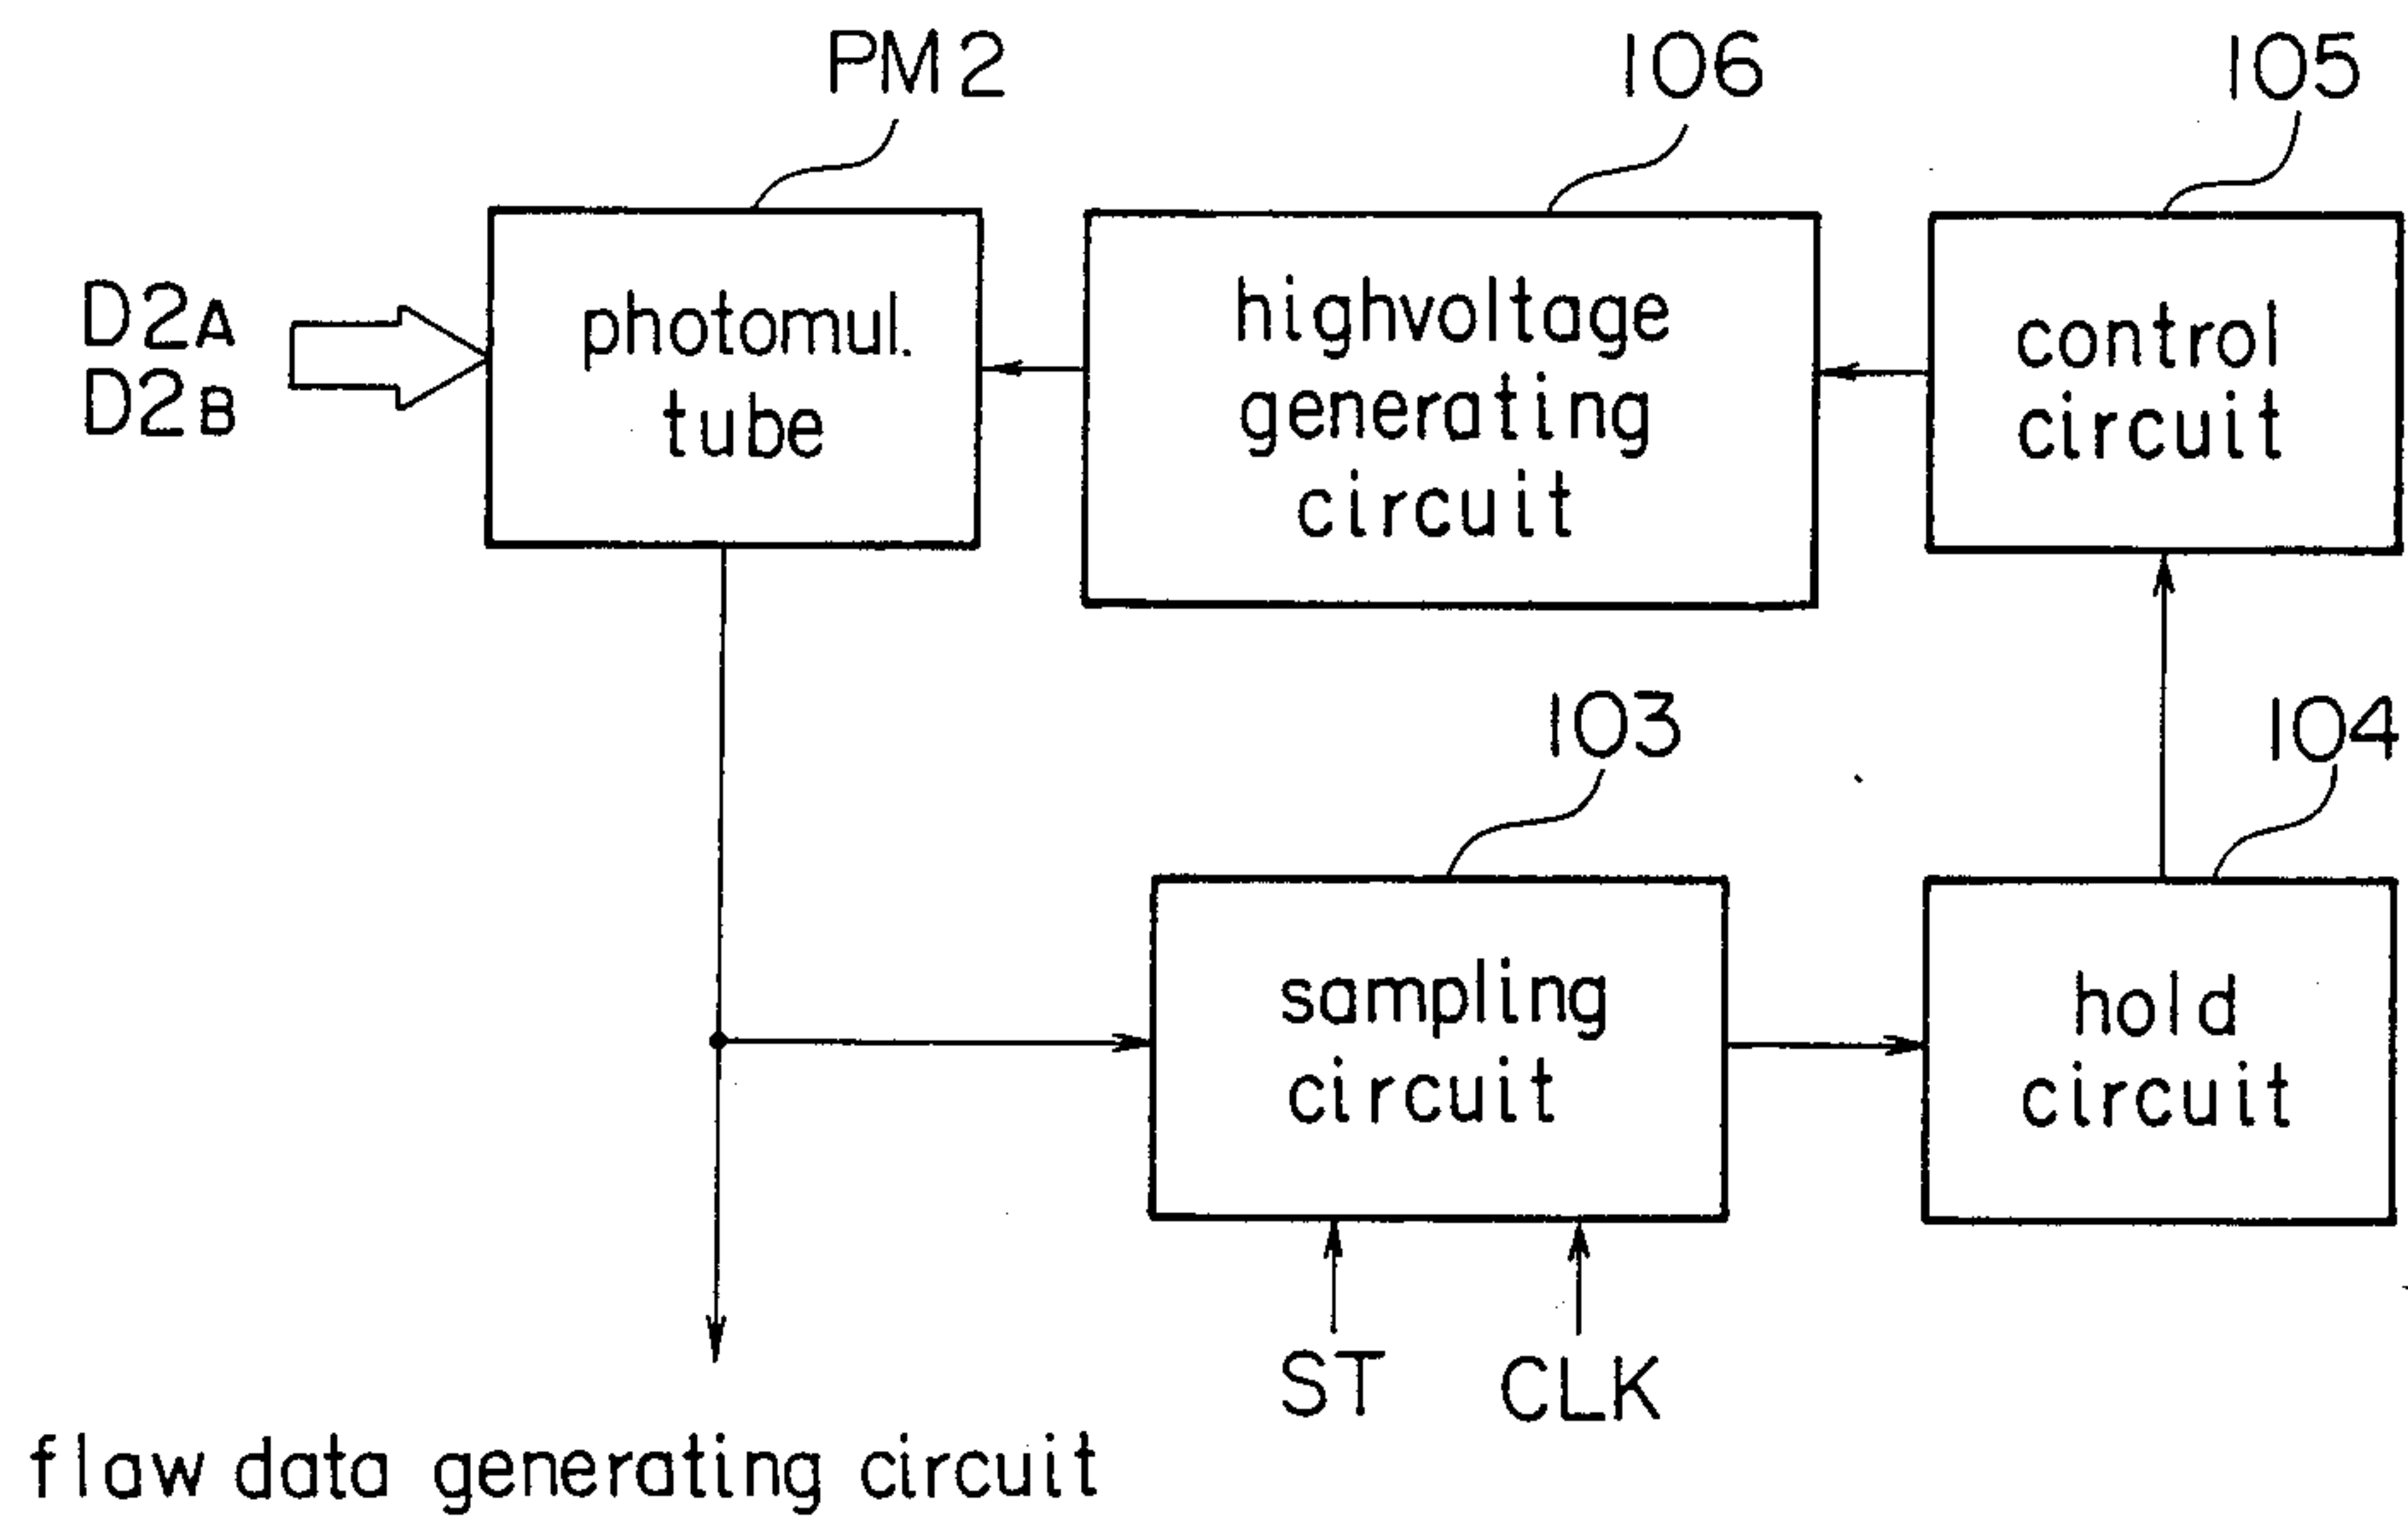 PM2
106
105
D2A
D2B
photomul.
tube
highvoltage
generating
circuit
control
circuit
103
104
sampling
circuit
hold
circuit
ST
CLK
flaw data generating circuit